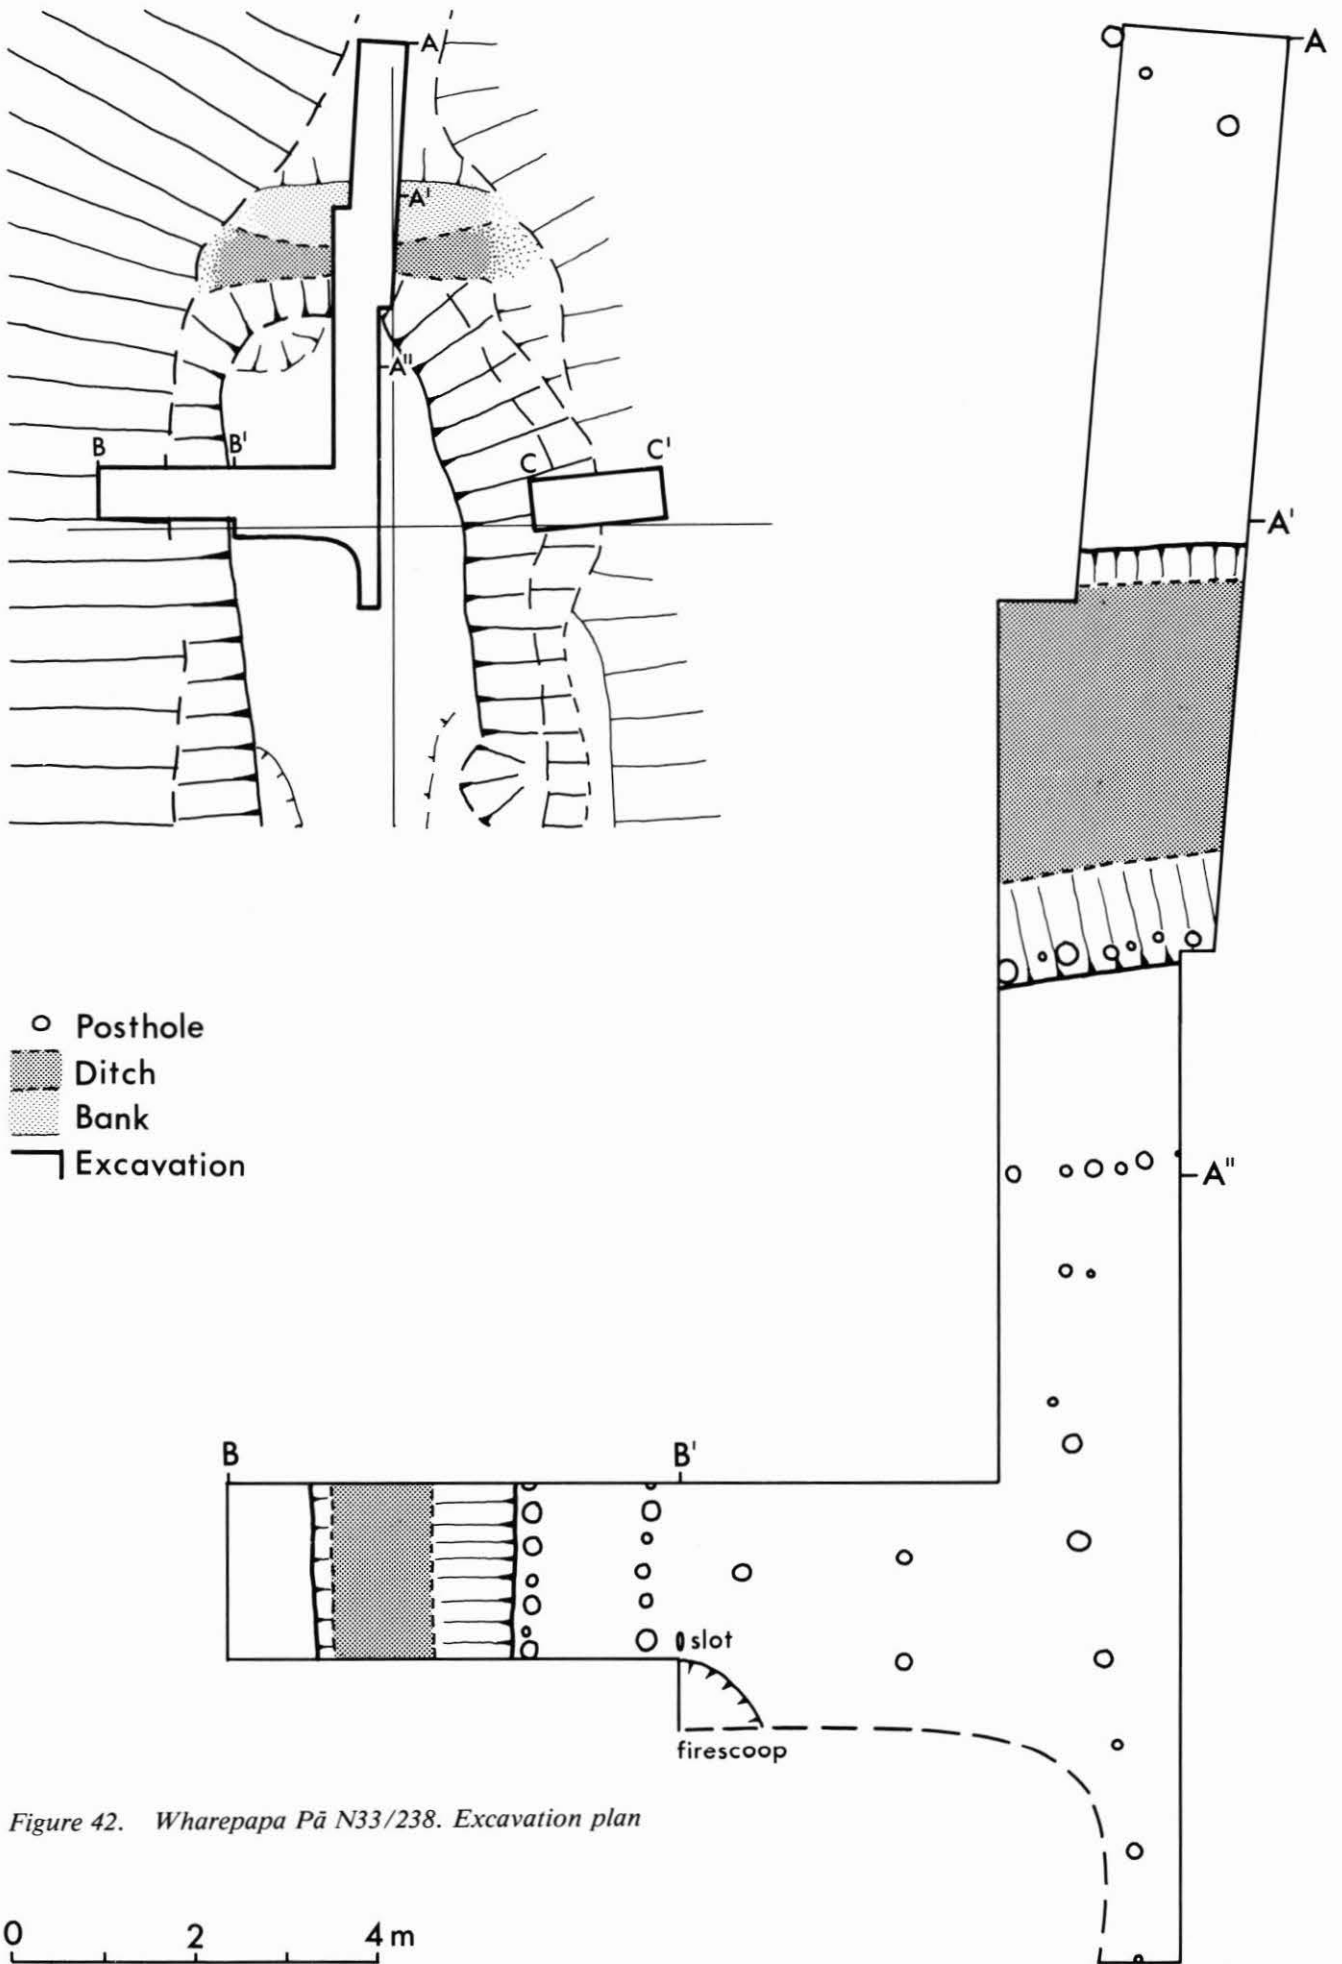 A
A'
A"
B
B'
C
C'
A
A'
Posthole
Ditch
Bank
Excavation
A"
B
B'
slot
firescoop
Figure 42. Wharepapa Pā N33/238. Excavation plan
0 2 4 m